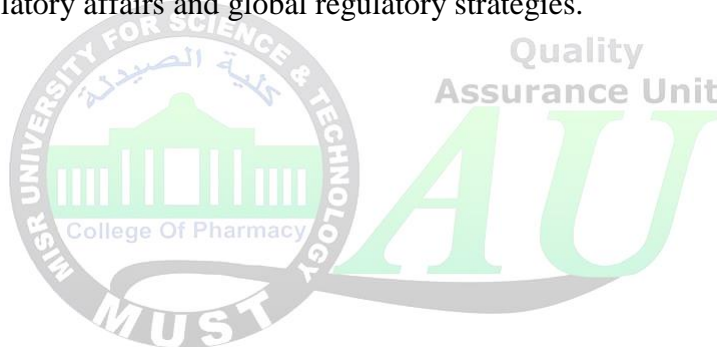 latory affairs and global regulatory strategies.
MISR UNIVERSITY FOR SCIENCE & TECHNOLOGY
كلية الصيدلة
College Of Pharmacy
MUST
Quality
Assurance Unit
AU